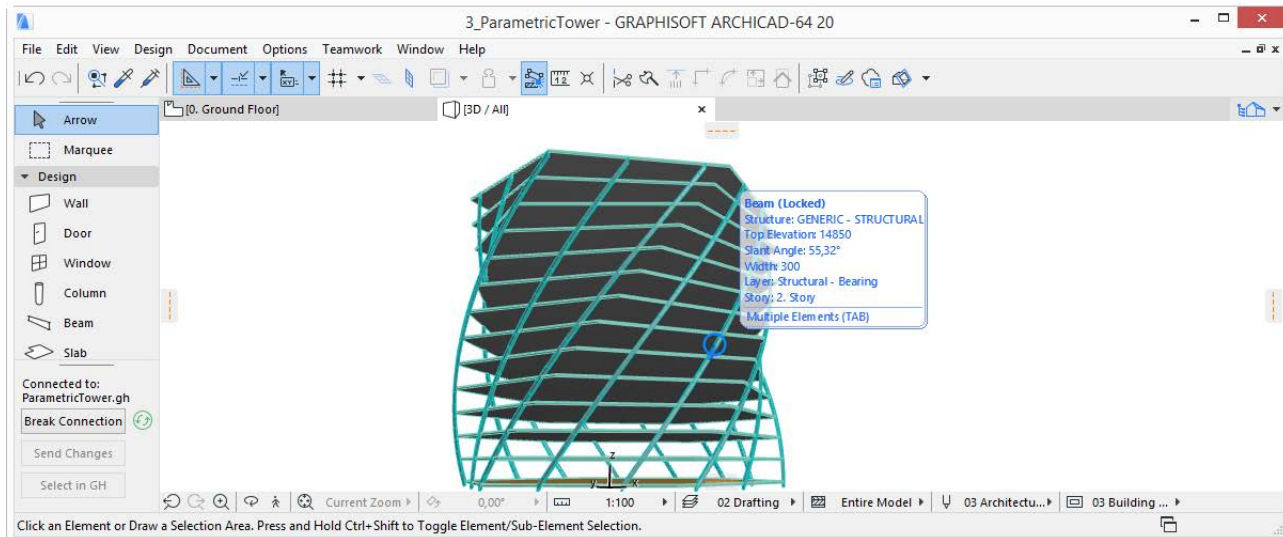 3_ParametricTower - GRAPHISOFT ARCHICAD-64 20
File Edit View Design Document Options Teamwork Window Help
[0. Ground Floor]
[3D / All]
Arrow
Marquee
Design
Wall
Door
Window
Column
Beam
Slab
Connected to:
ParametricTower.gh
Break Connection
Send Changes
Select in GH
Beam (Locked)
Structure: GENERIC - STRUCTURAL
Top Elevation: 14850
Slant Angle: 55,32°
Width: 300
Layer: Structural - Bearing
Story: 2. Story
Multiple Elements (TAB)
z
y
x
Current Zoom 0,00° 1:100 02 Drafting Entire Model 03 Architectu... 03 Building ...
Click an Element or Draw a Selection Area. Press and Hold Ctrl+Shift to Toggle Element/Sub-Element Selection.